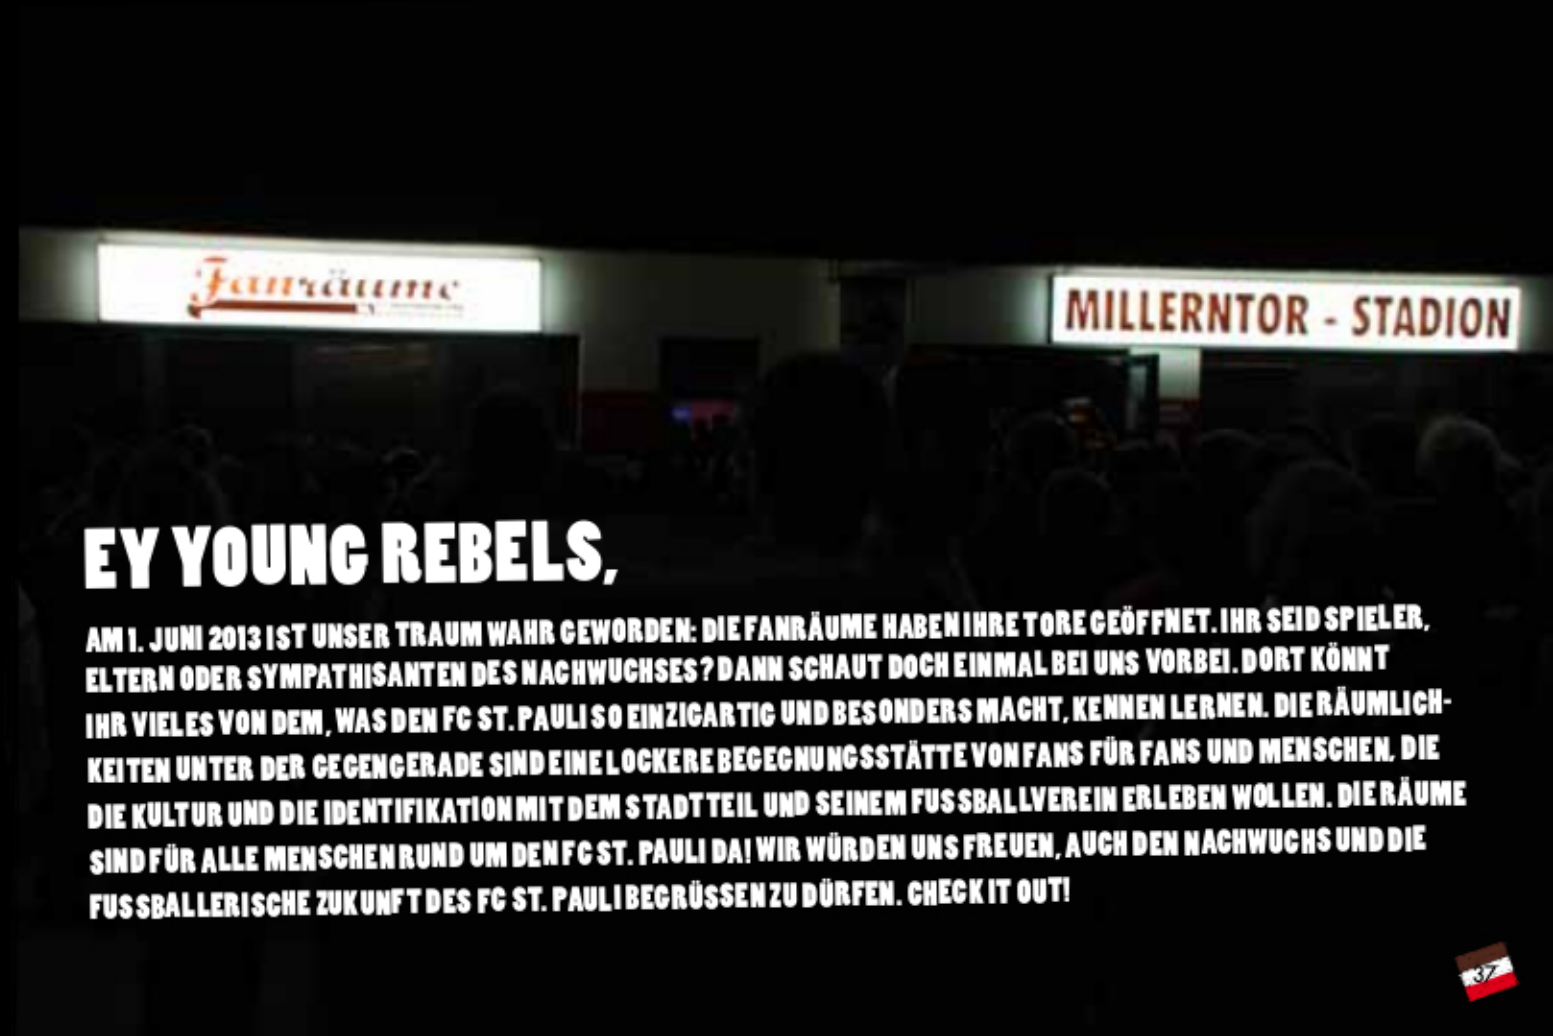 Fanräume
MILLERNTOR - STADION
EY YOUNG REBELS,
AM 1. JUNI 2013 IST UNSER TRAUM WAHR GEWORDEN: DIE FANRÄUME HABEN IHRE TORE GEÖFFNET. IHR SEID SPIELER,
ELTERN ODER SYMPATHISANTEN DES NACHWUCHSES? DANN SCHAUT DOCH EINMAL BEI UNS VORBEI. DORT KÖNNT
IHR VIELES VON DEM, WAS DEN FC ST. PAULI SO EINZIGARTIG UND BESONDERS MACHT, KENNEN LERNEN. DIE RÄUMLICH-
KEITEN UNTER DER GEGENGERADE SIND EINE LOCKERE BEGEGNUNGSSTÄTTE VON FANS FÜR FANS UND MENSCHEN, DIE
DIE KULTUR UND DIE IDENTIFIKATION MIT DEM STADTTEIL UND SEINEM FUSSBALLVEREIN ERLEBEN WOLLEN. DIE RÄUME
SIND FÜR ALLE MENSCHEN RUND UM DEN FC ST. PAULI DA! WIR WÜRDEN UNS FREUEN, AUCH DEN NACHWUCHS UND DIE
FUSSBALLERISCHE ZUKUNFT DES FC ST. PAULI BEGRÜSSEN ZU DÜRFEN. CHECK IT OUT!
37